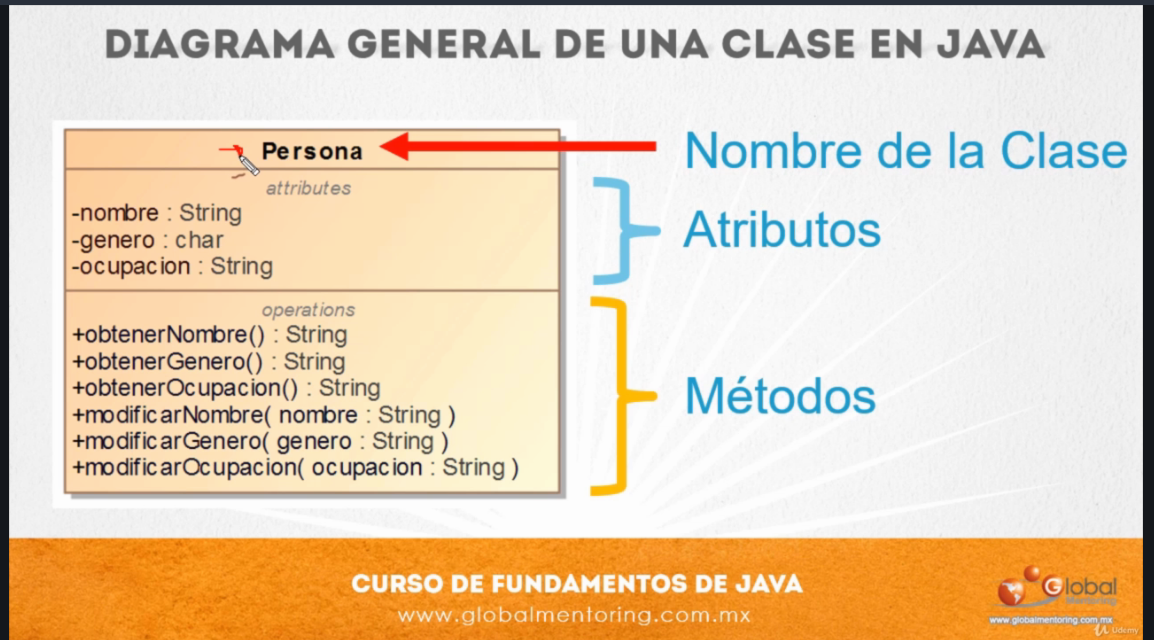 DIAGRAMA GENERAL DE UNA CLASE EN JAVA
Persona
Nombre de la Clase
attributes
-nombre : String
-genero : char
-ocupacion : String
Atributos
operations
+obtenerNombre() : String
+obtenerGenero() : String
+obtenerOcupacion() : String
+modificarNombre( nombre : String )
+modificarGenero( genero : String )
+modificarOcupacion( ocupacion : String )
Métodos
CURSO DE FUNDAMENTOS DE JAVA
www.globalmentoring.com.mx
Global
www.globalmentoring.com.mx
Udemy